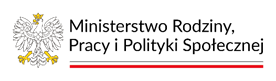 Ministerstwo Rodziny,
Pracy i Polityki Społecznej